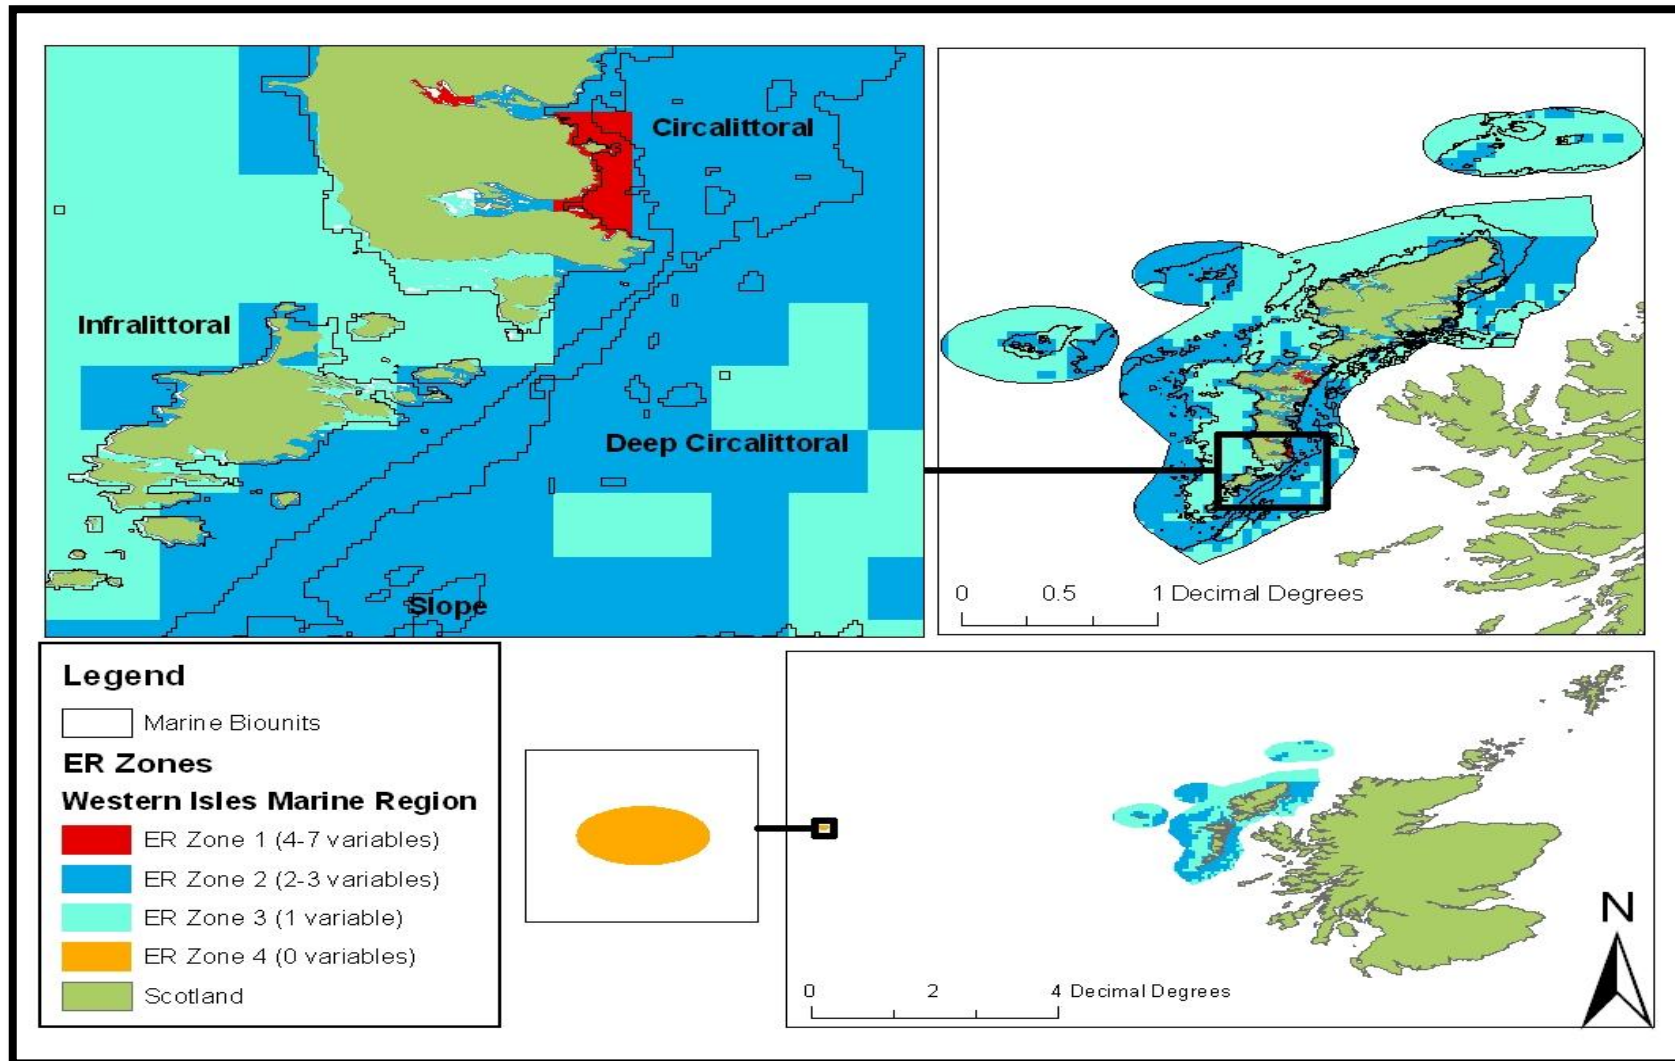 Circalittoral
Infralittoral
Deep Circalittoral
Slope
0 0.5 1 Decimal Degrees
Legend
Marine Biounits
ER Zones
Western Isles Marine Region
ER Zone 1 (4-7 variables)
ER Zone 2 (2-3 variables)
ER Zone 3 (1 variable)
ER Zone 4 (0 variables)
Scotland
0 2 4 Decimal Degrees
N